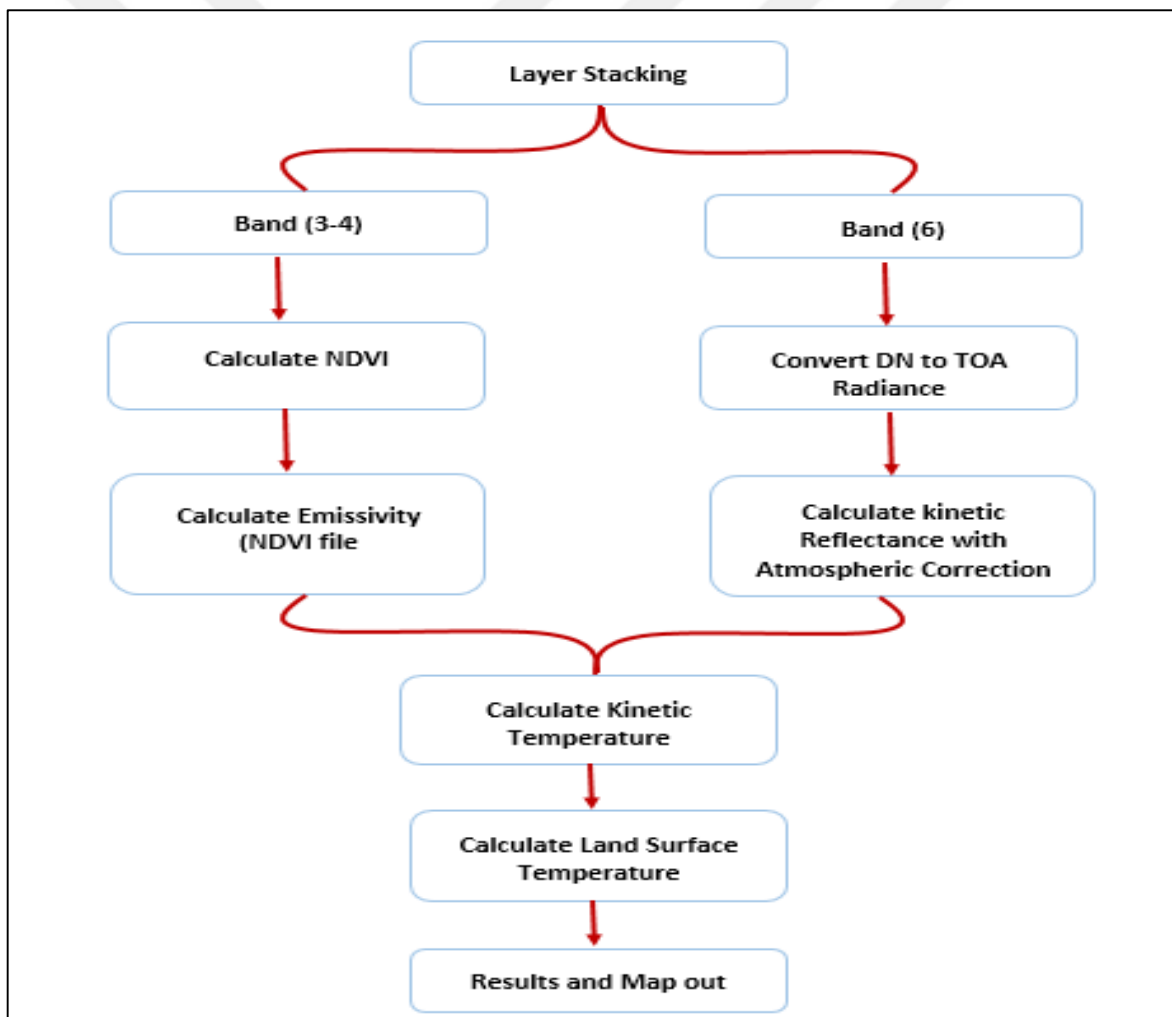 Layer Stacking
Band (3-4)
Band (6)
Calculate NDVI
Convert DN to TOA
Radiance
Calculate Emissivity
(NDVI file
Calculate kinetic
Reflectance with
Atmospheric Correction
Calculate Kinetic
Temperature
Calculate Land Surface
Temperature
Results and Map out